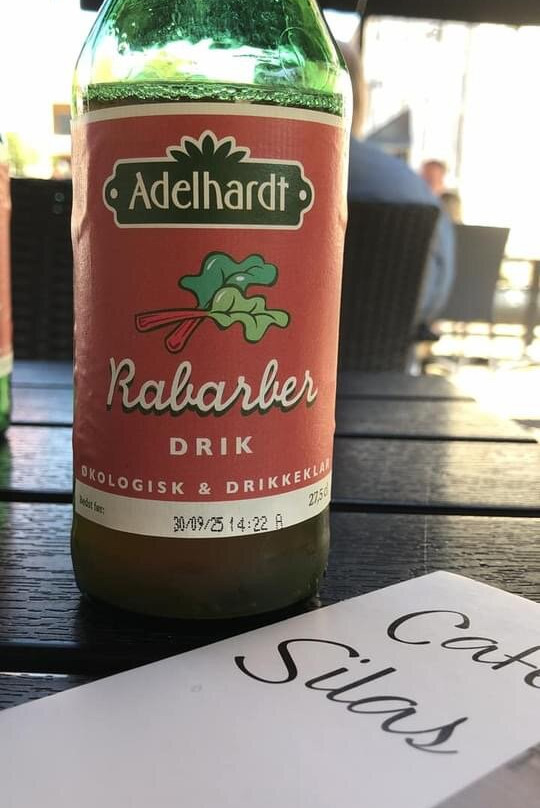 Adelhardt
Rabarber
DRIK
ØKOLOGISK & DRIKKEKLAR
Bedst før:
30/09/25 14:22 A
27,5 cl
Cafe
Silas